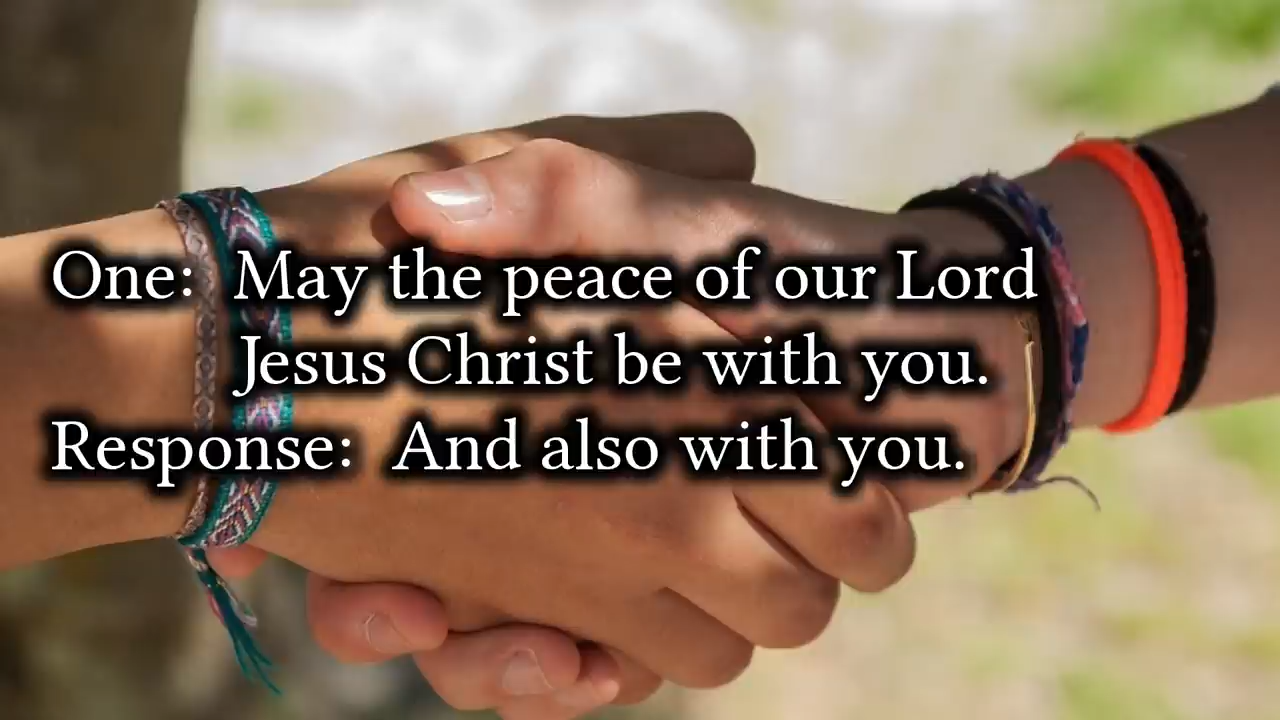 One: May the peace of our Lord
Jesus Christ be with you.
Response: And also with you.